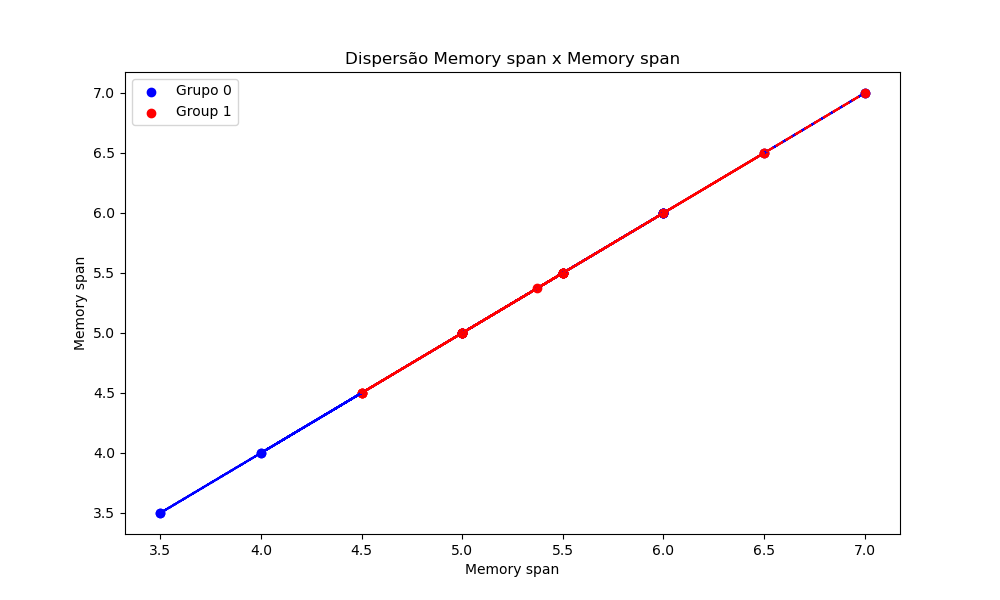 Dispersão Memory span x Memory span
Grupo 0
Group 1
7.0
6.5
6.0
5.5
5.0
4.5
4.0
3.5
Memory span
3.5 4.0 4.5 5.0 5.5 6.0 6.5 7.0
Memory span